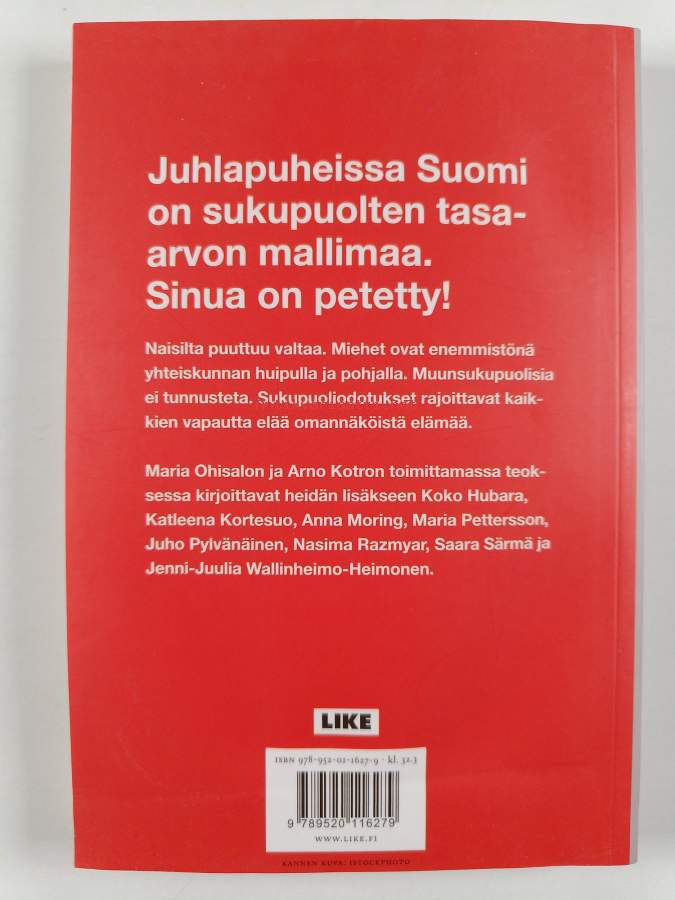 Juhlapuheissa Suomi
on sukupuolten tasa-
arvon mallimaa.
Sinua on petetty!
Naisilta puuttuu valtaa. Miehet ovat enemmistönä
yhteiskunnan huipulla ja pohjalla. Muunsukupuolisia
ei tunnusteta. Sukupuoliodotukset rajoittavat kaik-
kien vapautta elää omannäköistä elämää.
Maria Ohisalon ja Arno Kotron toimittamassa teok-
sessa kirjoittavat heidän lisäkseen Koko Hubara,
Katleena Kortesuo, Anna Moring, Maria Pettersson,
Juho Pylvänäinen, Nasima Razmyar, Saara Särmä ja
Jenni-Juulia Wallinheimo-Heimonen.
LIKE
ISBN 978-952-01-1627-9 · kl. 32.3
9 789520 116279
WWW.LIKE.FI
KANNEN KUVA: ISTOCKPHOTO